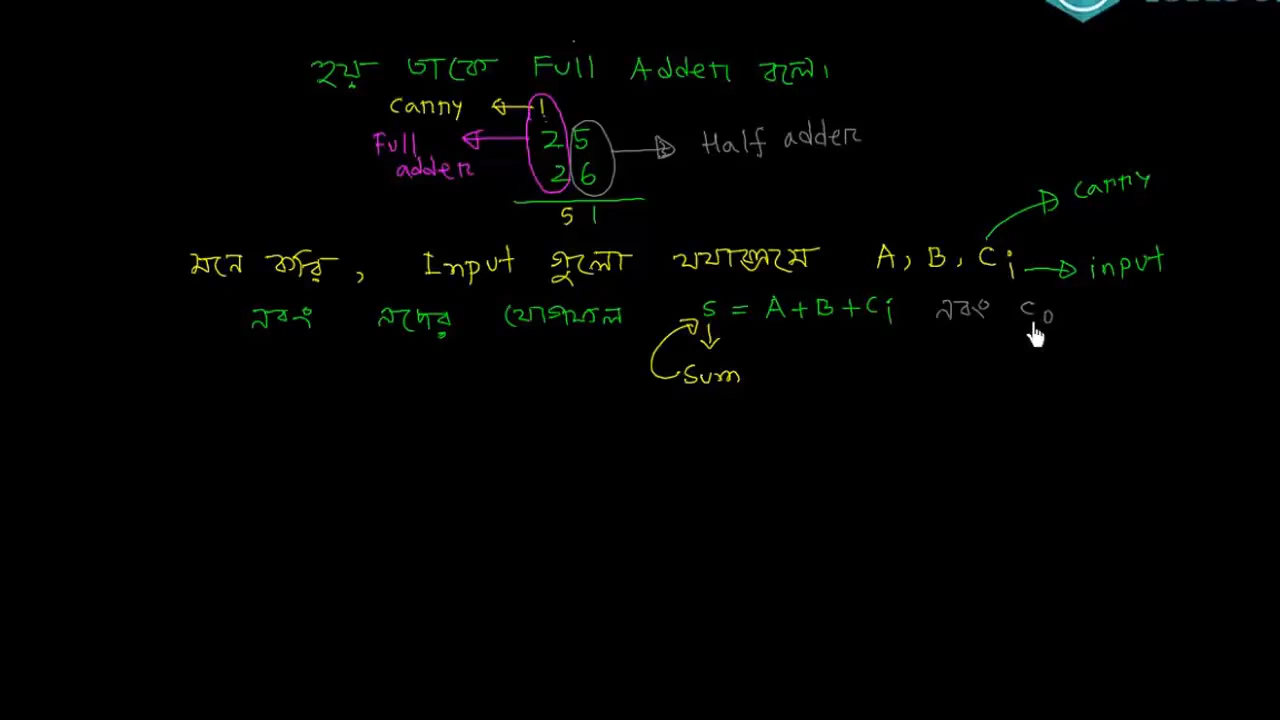 হয় তাকে Full Adder বলে।
Carry 1
Full adder 2 5 Half adder
2 6
5 1
carry
মনে করি, Input গুলো যথাক্রমে A, B, Ci input
এবং এদের যোগফল S = A + B + Ci এবং C0
Sum